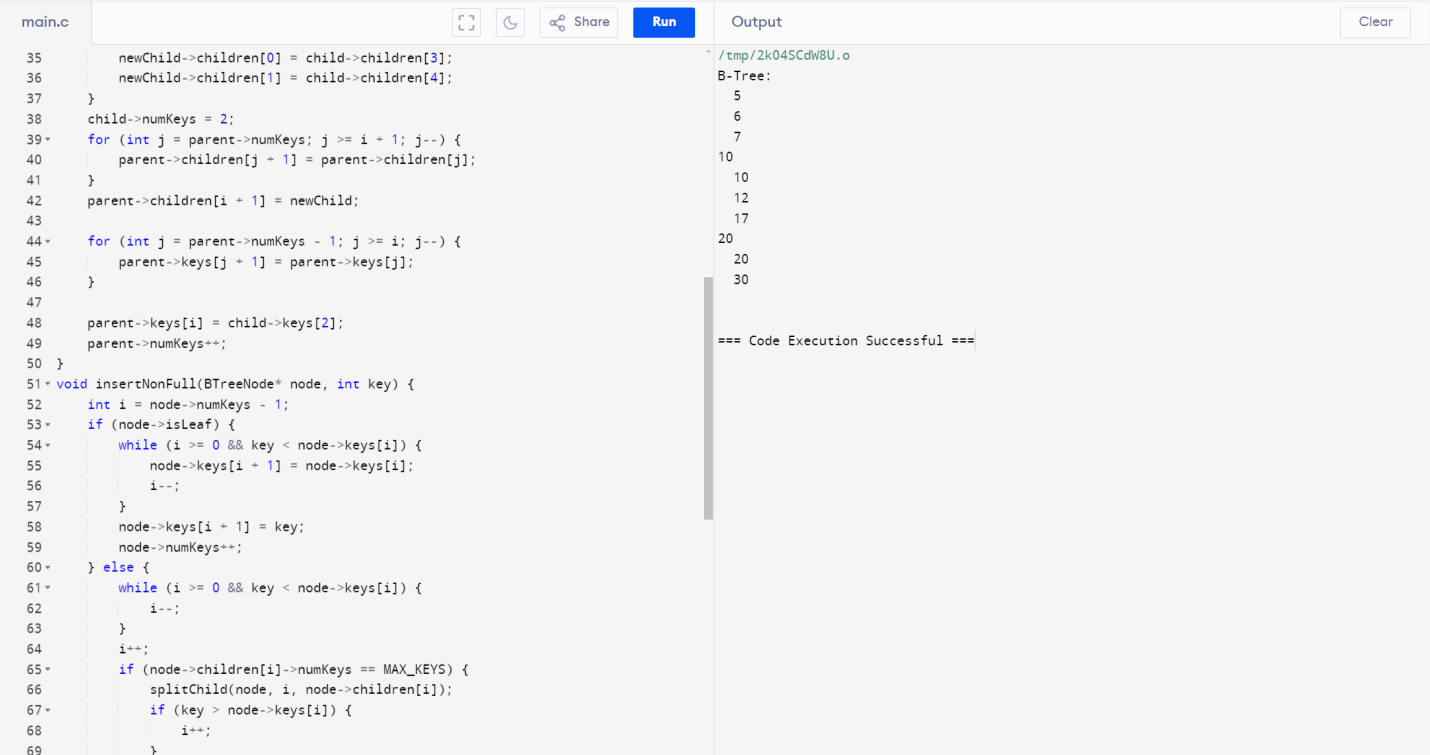 main.c
Share
Run
Output
Clear
35 newChild->children[0] = child->children[3];
36 newChild->children[1] = child->children[4];
37 }
38 child->numKeys = 2;
39 for (int j = parent->numKeys; j >= i + 1; j--) {
40 parent->children[j + 1] = parent->children[j];
41 }
42 parent->children[i + 1] = newChild;
43
44 for (int j = parent->numKeys - 1; j >= i; j--) {
45 parent->keys[j + 1] = parent->keys[j];
46 }
47
48 parent->keys[i] = child->keys[2];
49 parent->numKeys++;
50 }
51 void insertNonFull(BTreeNode* node, int key) {
52 int i = node->numKeys - 1;
53 if (node->isLeaf) {
54 while (i >= 0 && key < node->keys[i]) {
55 node->keys[i + 1] = node->keys[i];
56 i--;
57 }
58 node->keys[i + 1] = key;
59 node->numKeys++;
60 } else {
61 while (i >= 0 && key < node->keys[i]) {
62 i--;
63 }
64 i++;
65 if (node->children[i]->numKeys == MAX_KEYS) {
66 splitChild(node, i, node->children[i]);
67 if (key > node->keys[i]) {
68 i++;
69 }
/tmp/2kO4SCdW8U.o
B-Tree:
5
6
7
10
10
12
17
20
20
30
=== Code Execution Successful ===